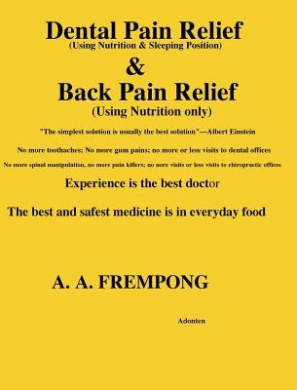 Dental Pain Relief
(Using Nutrition & Sleeping Position)
&
Back Pain Relief
(Using Nutrition only)
"The simplest solution is usually the best solution"—Albert Einstein
No more toothaches; No more gum pains; no more or less visits to dental offices
No more spinal manipulation, no more pain killers; no more visits or less visits to chiropractic offices
Experience is the best doctor
The best and safest medicine is in everyday food
A. A. FREMPONG
Adonten